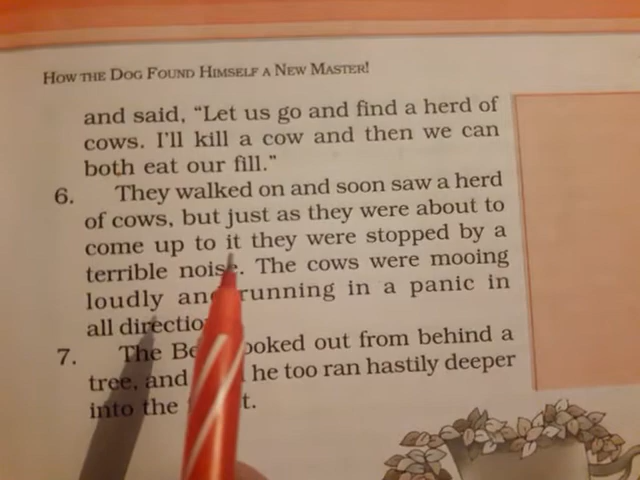 HOW THE DOG FOUND HIMSELF A NEW MASTER!
and said, "Let us go and find a herd of
cows. I'll kill a cow and then we can
both eat our fill."
6. They walked on and soon saw a herd
of cows, but just as they were about to
come up to it they were stopped by a
terrible noise. The cows were mooing
loudly and running in a panic in
all
7. The looked out from behind a
tree, and he too ran hastily deeper
into the